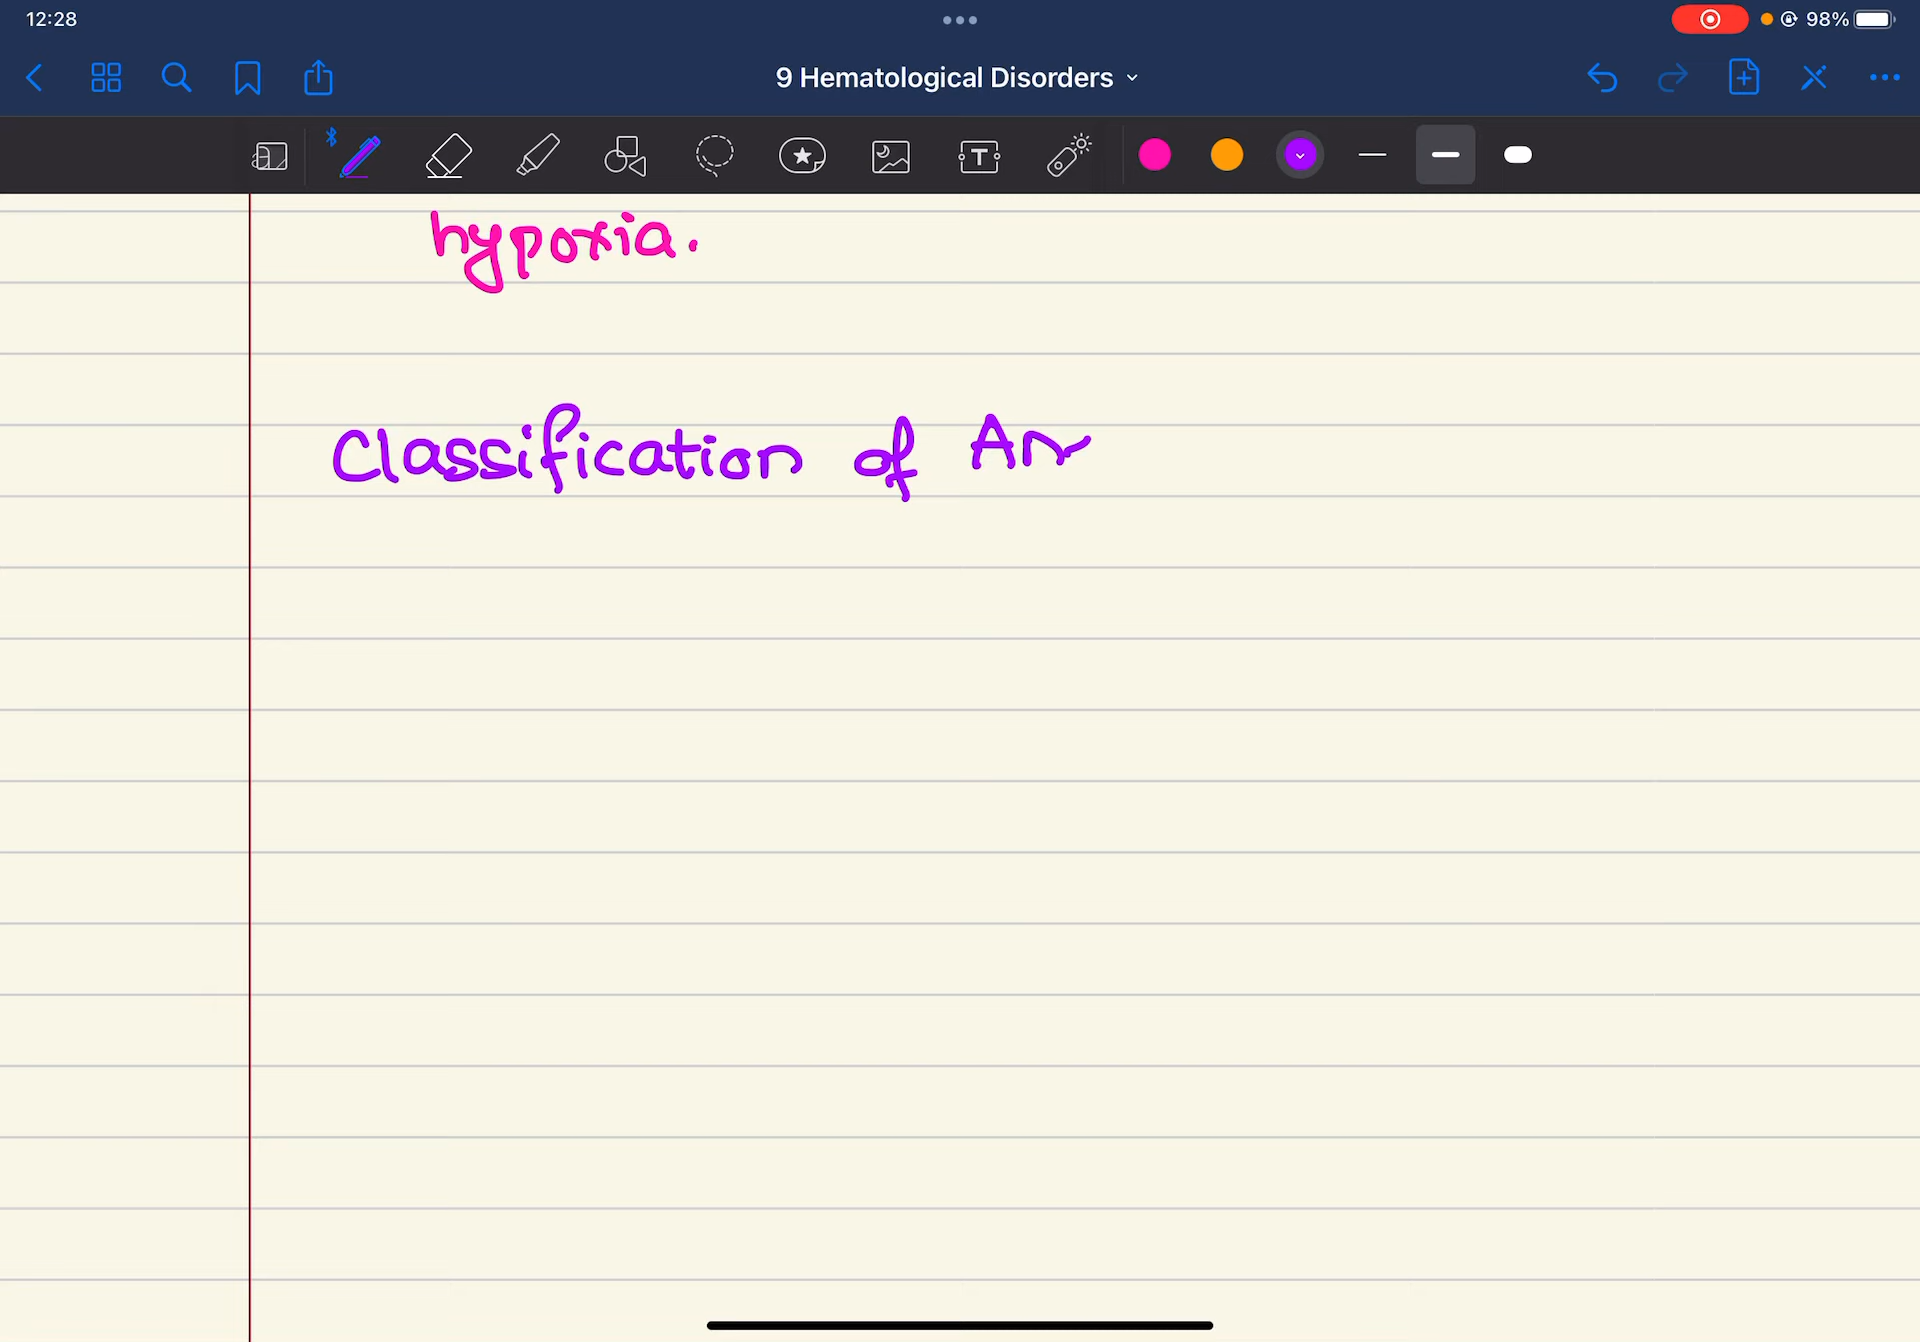 12:28
98%
9 Hematological Disorders
T
hypoxia.
Classification of An